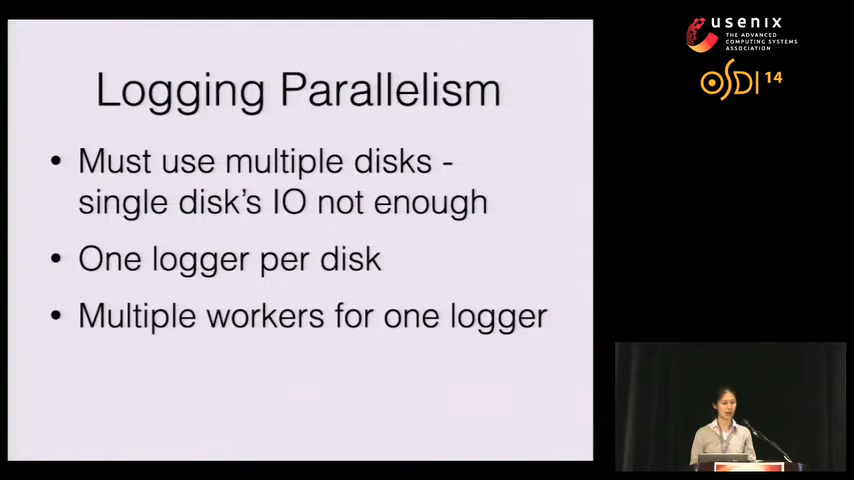 Logging Parallelism
• Must use multiple disks -
single disk's IO not enough
• One logger per disk
• Multiple workers for one logger
usenix
THE ADVANCED
COMPUTING SYSTEMS
ASSOCIATION
OSDI 14